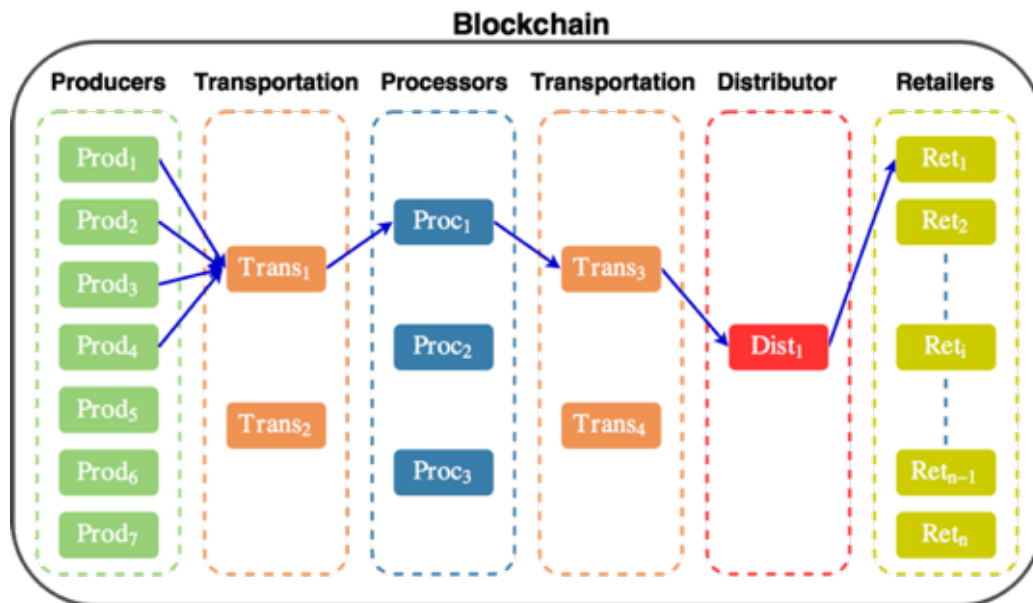 Blockchain
Producers Transportation Processors Transportation Distributor Retailers
Prod₁
Prod₂
Prod₃
Prod₄
Prod₅
Prod₆
Prod₇
Trans₁
Trans₂
Proc₁
Proc₂
Proc₃
Trans₃
Trans₄
Dist₁
Ret₁
Ret₂
Retᵢ
Retₙ₋₁
Retₙ